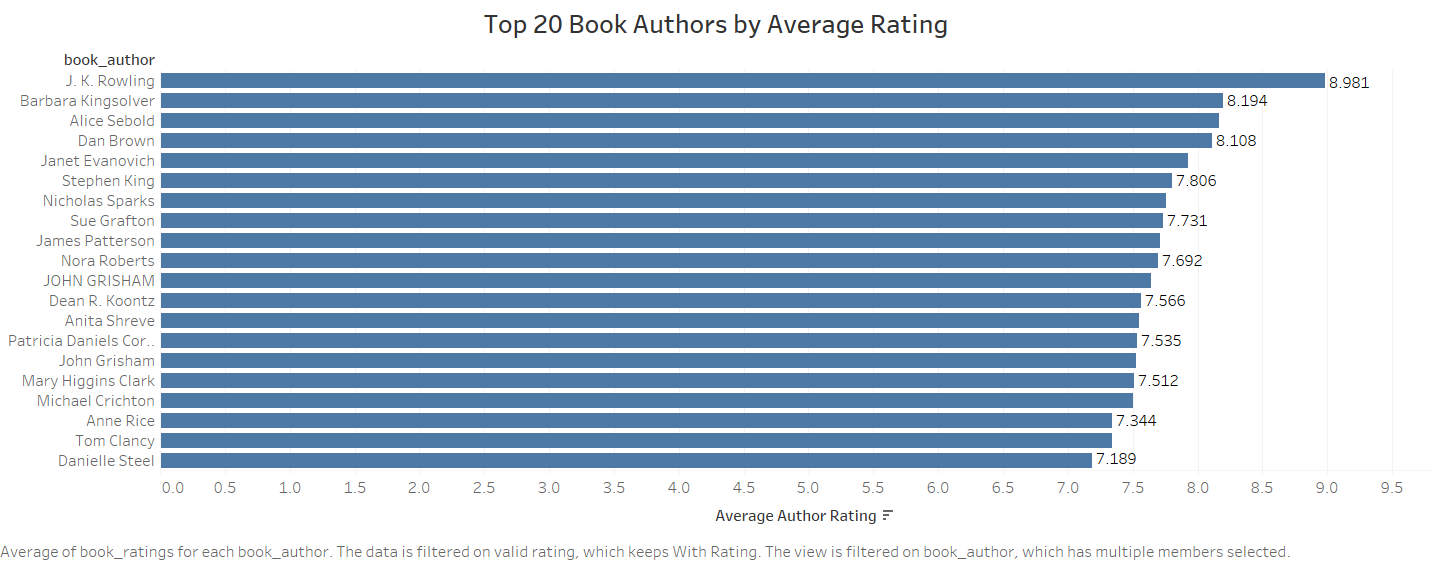 Top 20 Book Authors by Average Rating
book_author
J. K. Rowling 8.981
Barbara Kingsolver 8.194
Alice Sebold
Dan Brown 8.108
Janet Evanovich
Stephen King 7.806
Nicholas Sparks
Sue Grafton 7.731
James Patterson
Nora Roberts 7.692
JOHN GRISHAM
Dean R. Koontz 7.566
Anita Shreve
Patricia Daniels Cor.. 7.535
John Grisham
Mary Higgins Clark 7.512
Michael Crichton
Anne Rice 7.344
Tom Clancy
Danielle Steel 7.189
0.0 0.5 1.0 1.5 2.0 2.5 3.0 3.5 4.0 4.5 5.0 5.5 6.0 6.5 7.0 7.5 8.0 8.5 9.0 9.5
Average Author Rating
Average of book_ratings for each book_author. The data is filtered on valid rating, which keeps With Rating. The view is filtered on book_author, which has multiple members selected.